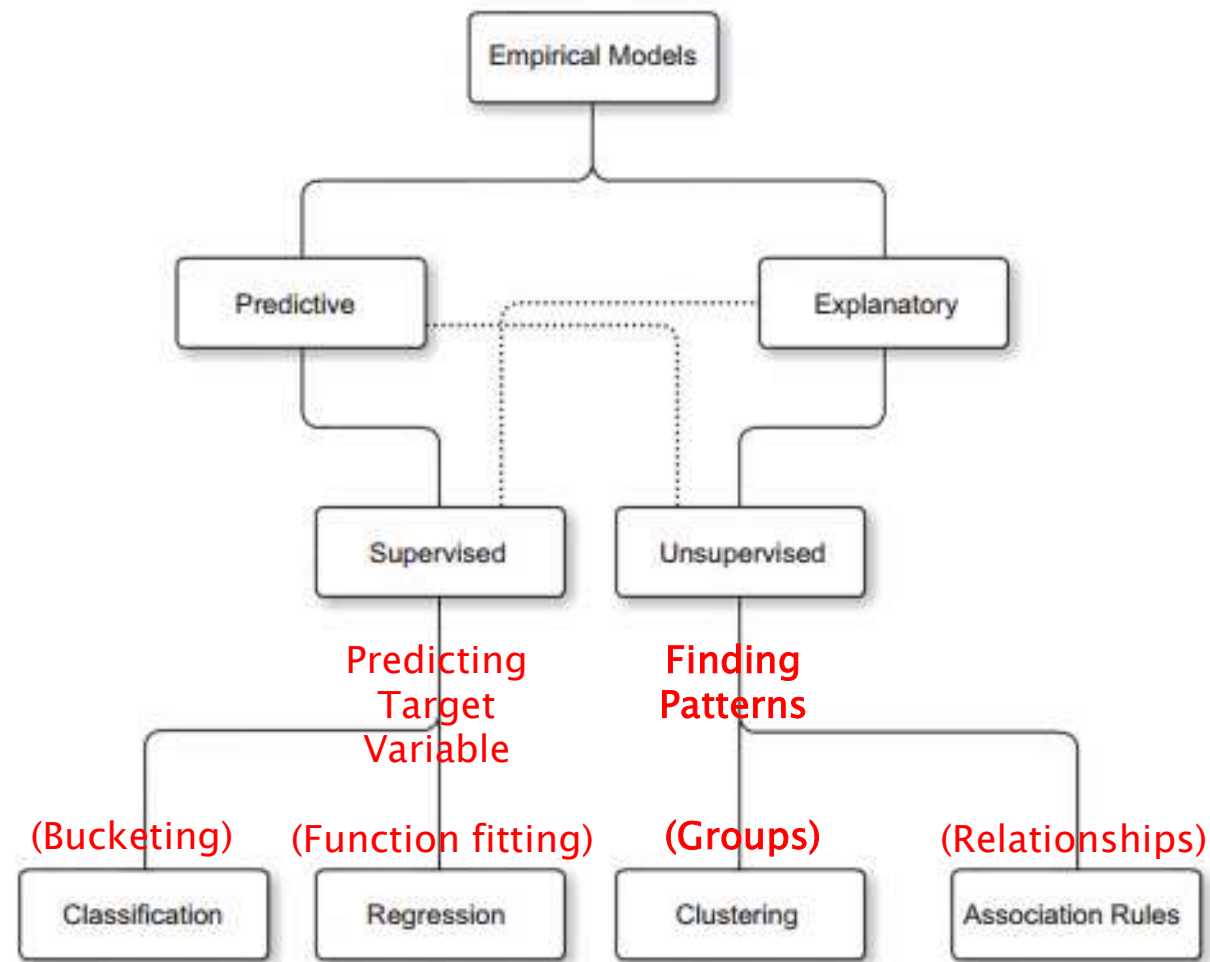 Empirical Models
Predictive
Explanatory
Supervised
Unsupervised
Predicting
Target
Variable
Finding
Patterns
(Bucketing)
(Function fitting)
(Groups)
(Relationships)
Classification
Regression
Clustering
Association Rules